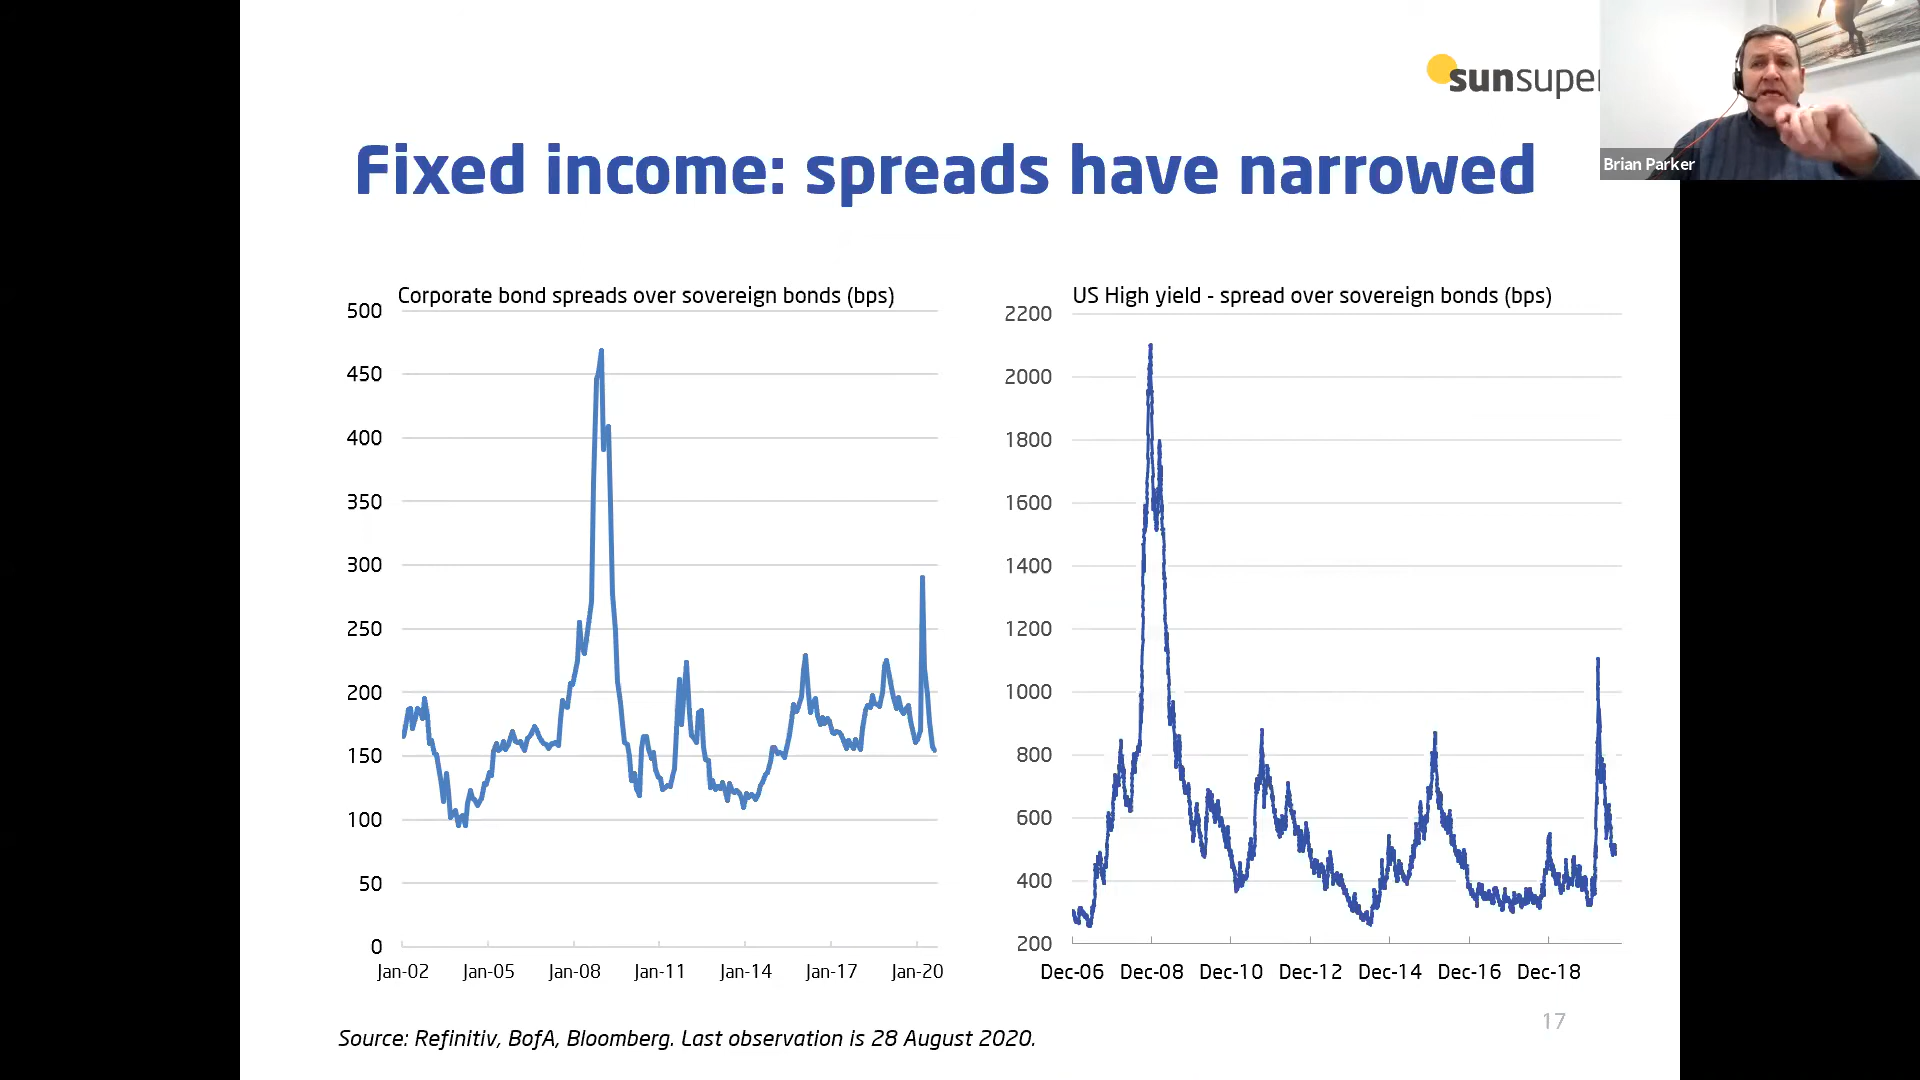 sunsuper
Brian Parker
Fixed income: spreads have narrowed
Corporate bond spreads over sovereign bonds (bps)
500
450
400
350
300
250
200
150
100
50
0
Jan-02 Jan-05 Jan-08 Jan-11 Jan-14 Jan-17 Jan-20
US High yield - spread over sovereign bonds (bps)
2200
2000
1800
1600
1400
1200
1000
800
600
400
200
Dec-06 Dec-08 Dec-10 Dec-12 Dec-14 Dec-16 Dec-18
17
Source: Refinitiv, BofA, Bloomberg. Last observation is 28 August 2020.